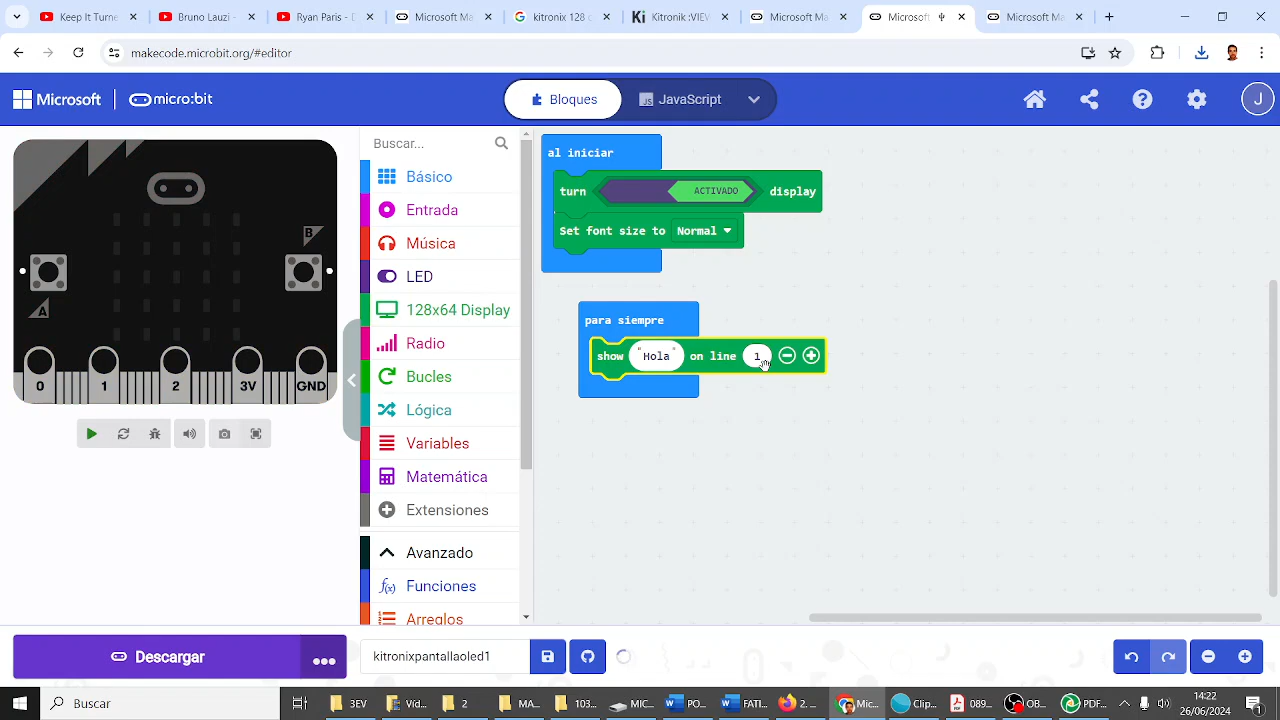 Keep It Turne
Bruno Lauzi -
Ryan Paris -
Microsoft Ma
kitronix 128 c
Ki Kitronik :VIEW
Microsoft Ma
Microsoft
Microsoft Ma
makecode.microbit.org/#editor
Microsoft
micro:bit
Bloques
JS JavaScript
J
Buscar...
Básico
Entrada
Música
LED
128x64 Display
Radio
Bucles
Lógica
Variables
Matemática
Extensiones
Avanzado
f(x) Funciones
Arreglos
A
B
0 1 2 3V GND
al iniciar
turn ACTIVADO display
Set font size to Normal
para siempre
show "Hola" on line 1
Descargar
kitronixpantallaoled1
Buscar
3EV
Vid
2
MA
103
MIC
PO
FATI
2
Mic
Clip
089
OB
PDF
14:22
26/06/2024